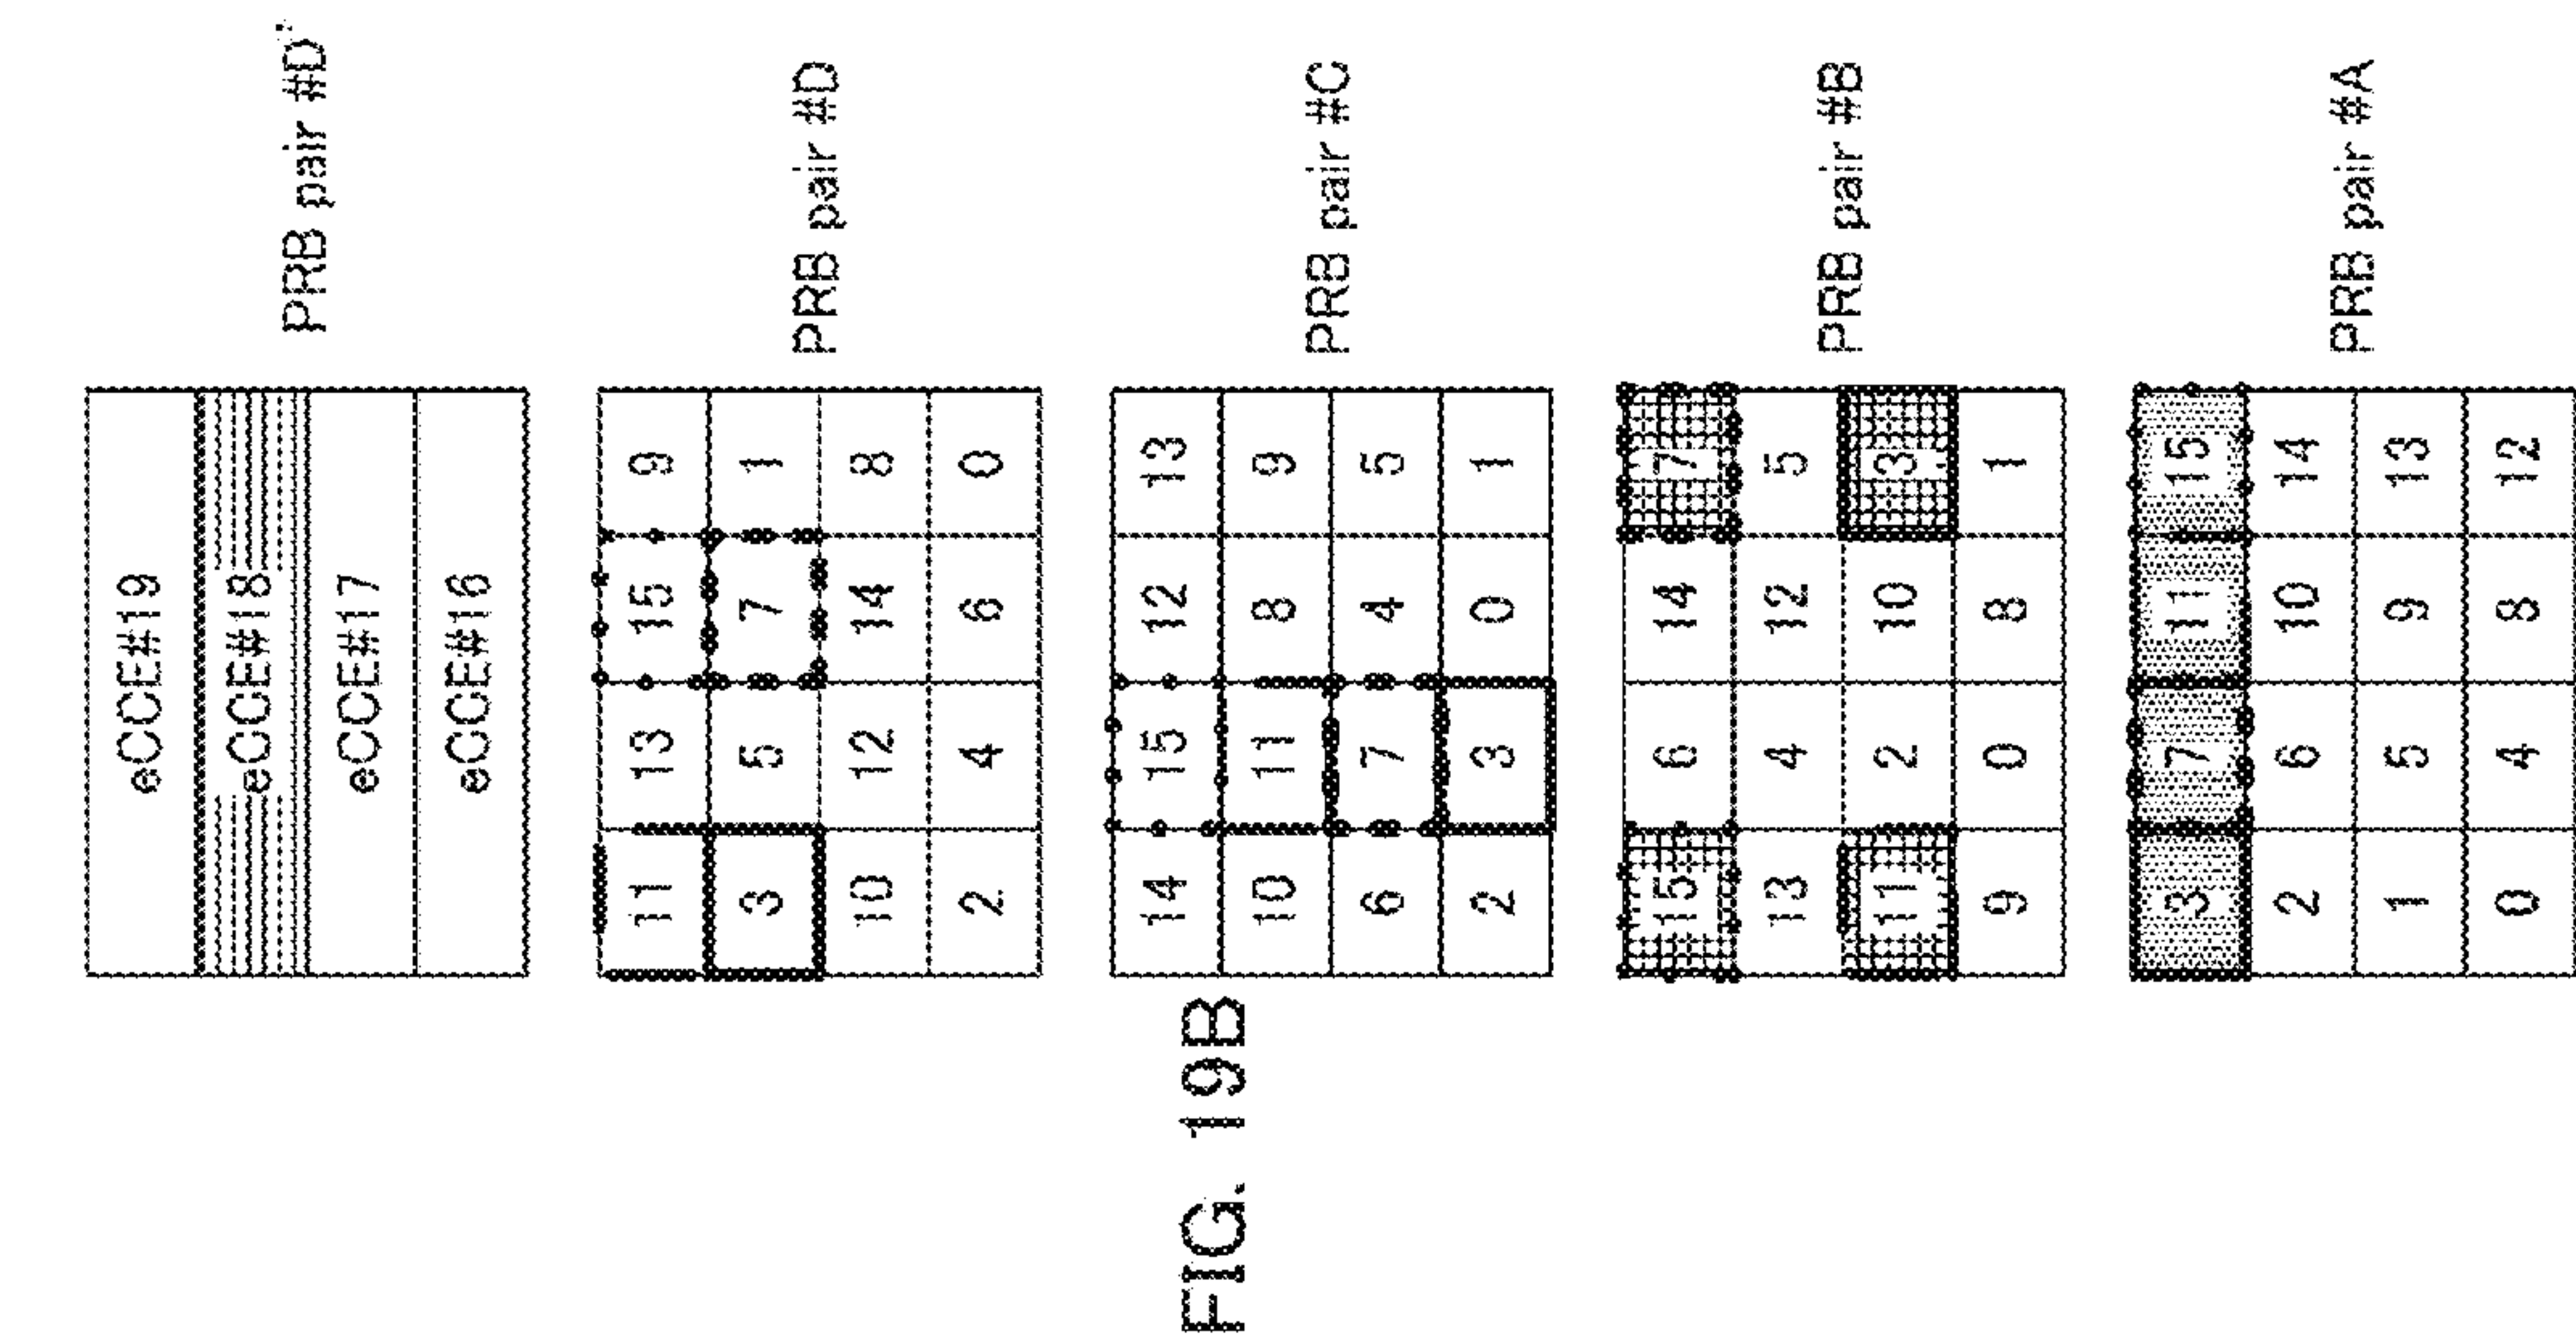 FIG. 19B
eCCE#19
eCCE#18
eCCE#17
eCCE#16
PRB pair #D'
11 13 15 9
3 5 7 1
10 12 14 8
2 4 6 0
PRB pair #D
14 15 12 13
10 11 8 9
6 7 4 5
2 3 0 1
PRB pair #C
15 6 14 7
13 4 12 5
11 2 10 3
9 0 8 1
PRB pair #B
3 7 11 15
2 6 10 14
1 5 9 13
0 4 8 12
PRB pair #A